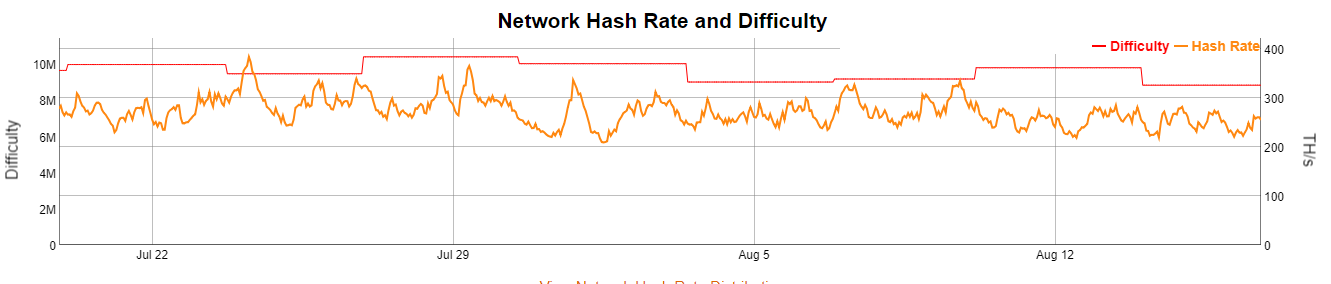 Network Hash Rate and Difficulty
Difficulty Hash Rate
10M
8M
6M
4M
2M
0
Difficulty
400
300
200
100
0
TH/s
Jul 22 Jul 29 Aug 5 Aug 12